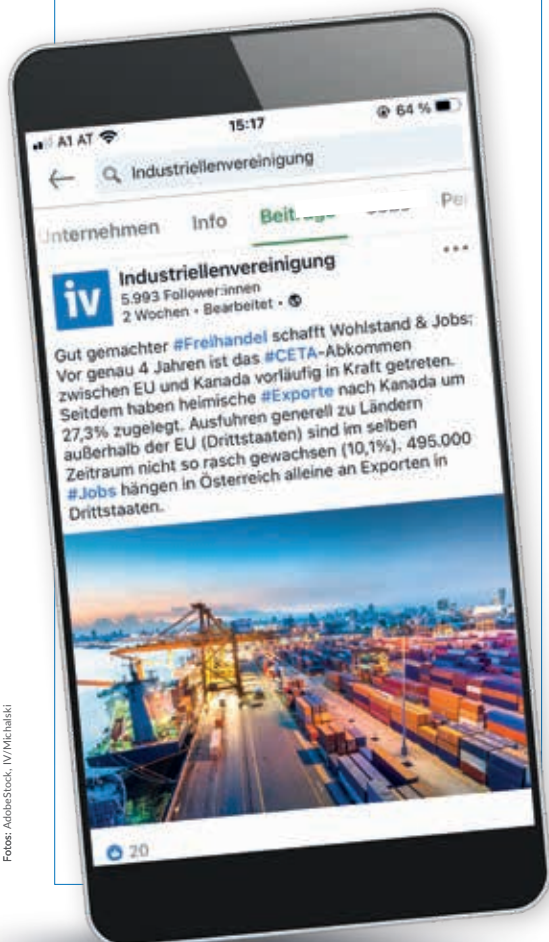 A1 AT
15:17
64 %
Industriellenvereinigung
Unternehmen Info
iv
Industriellenvereinigung
5.993 Follower:innen
2 Wochen • Bearbeitet •
Gut gemachter #Freihandel schafft Wohlstand & Jobs:
Vor genau 4 Jahren ist das #CETA-Abkommen
zwischen EU und Kanada vorläufig in Kraft getreten.
Seitdem haben heimische #Exporte nach Kanada um
27,3% zugelegt. Ausfuhren generell zu Ländern
außerhalb der EU (Drittstaaten) sind im selben
Zeitraum nicht so rasch gewachsen (10,1%). 495.000
#Jobs hängen in Österreich alleine an Exporten in
Drittstaaten.
20
Fotos: AdobeStock, IV/Michalski